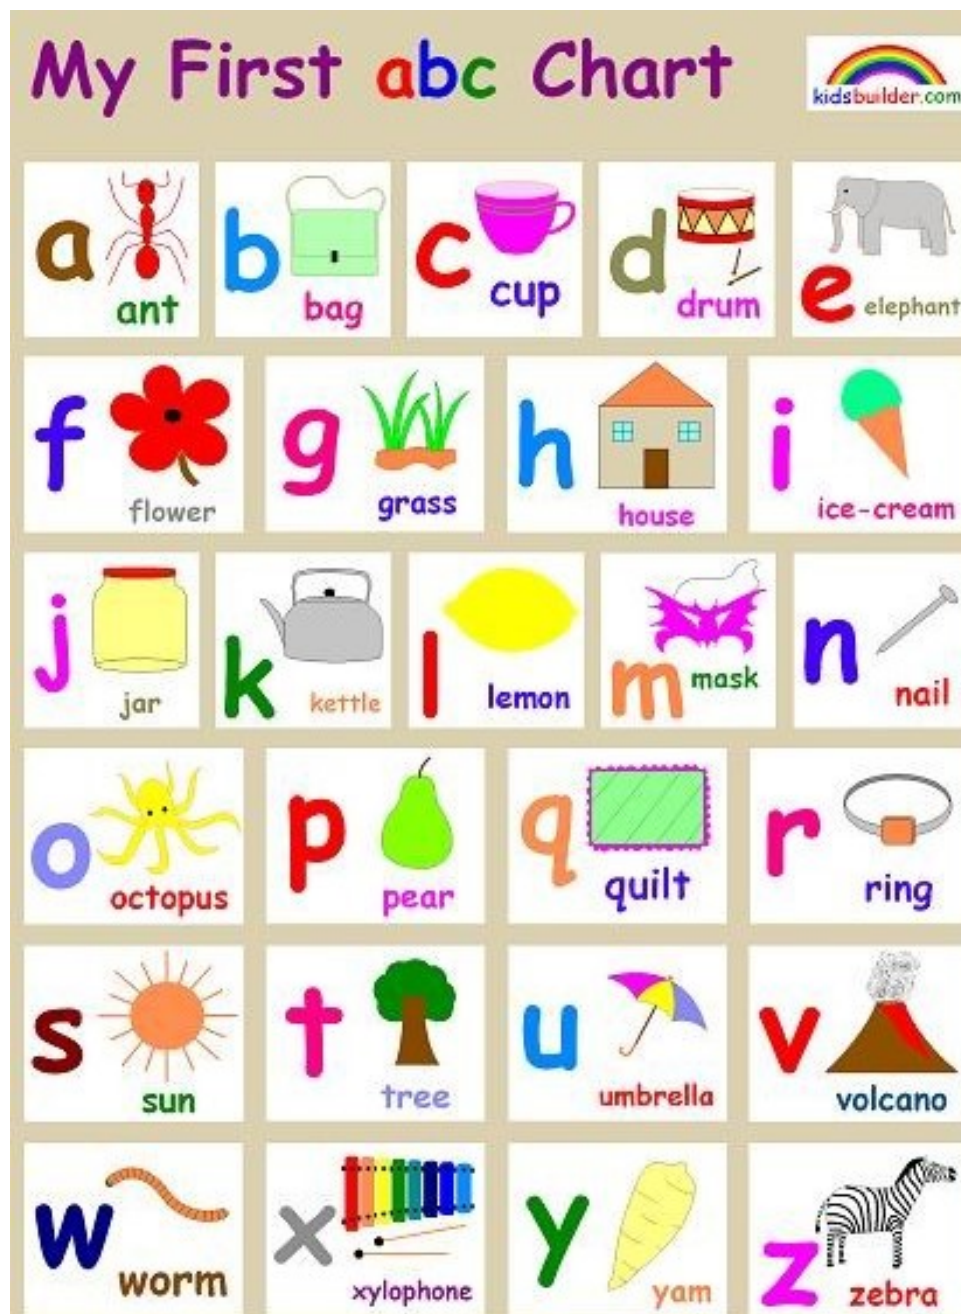 My First abc Chart
kidsbuilder.com
a ant
b bag
c cup
d drum
e elephant
f flower
g grass
h house
i ice-cream
j jar
k kettle
l lemon
m mask
n nail
o octopus
p pear
q quilt
r ring
s sun
t tree
u umbrella
v volcano
w worm
x xylophone
y yam
z zebra